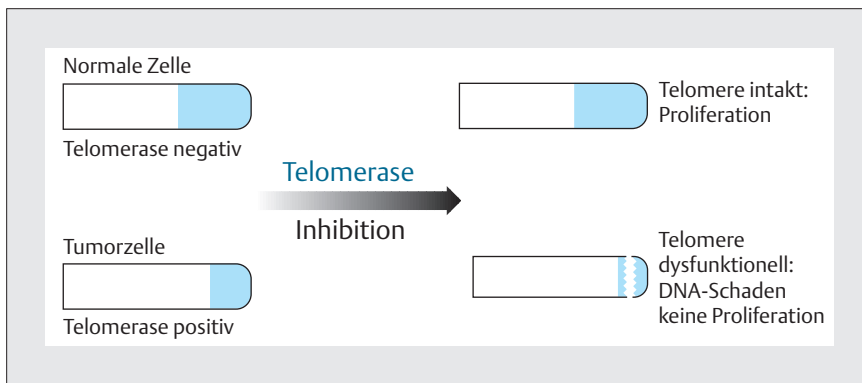 Normale Zelle
Telomerase negativ
Telomerase
Inhibition
Tumorzelle
Telomerase positiv
Telomere intakt:
Proliferation
Telomere
dysfunktionell:
DNA-Schaden
keine Proliferation